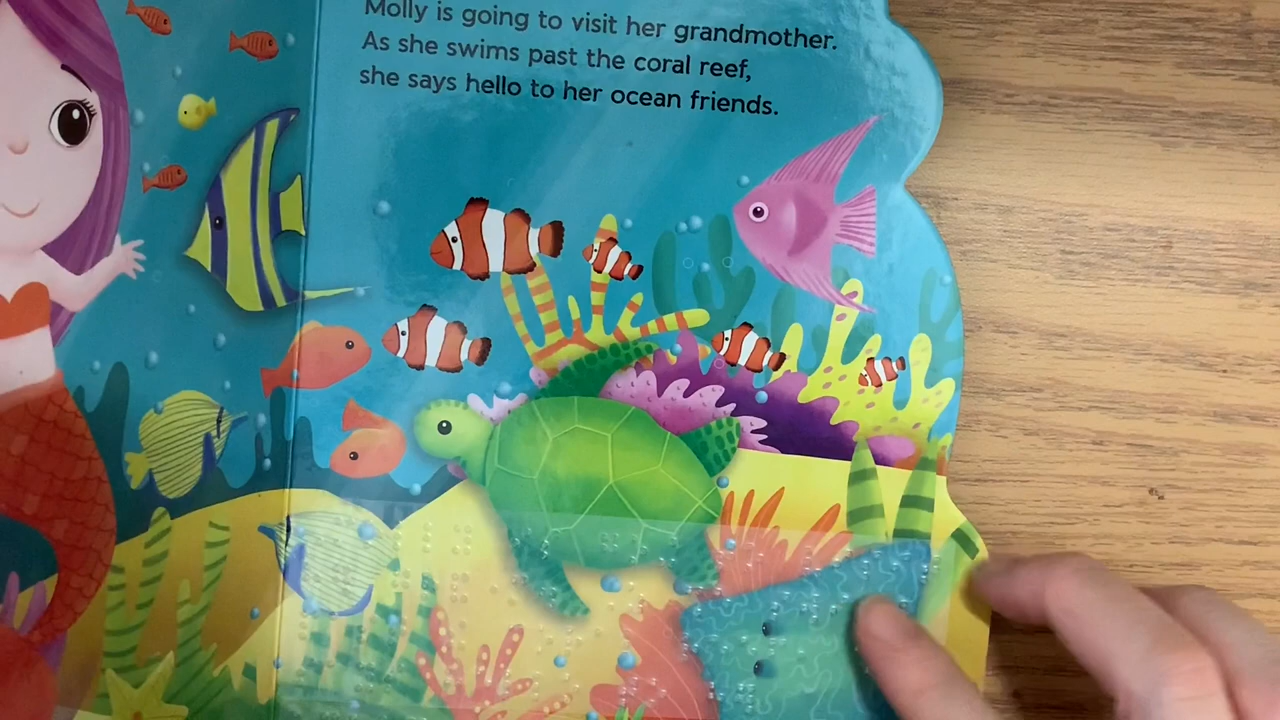 Molly is going to visit her grandmother.
As she swims past the coral reef,
she says hello to her ocean friends.